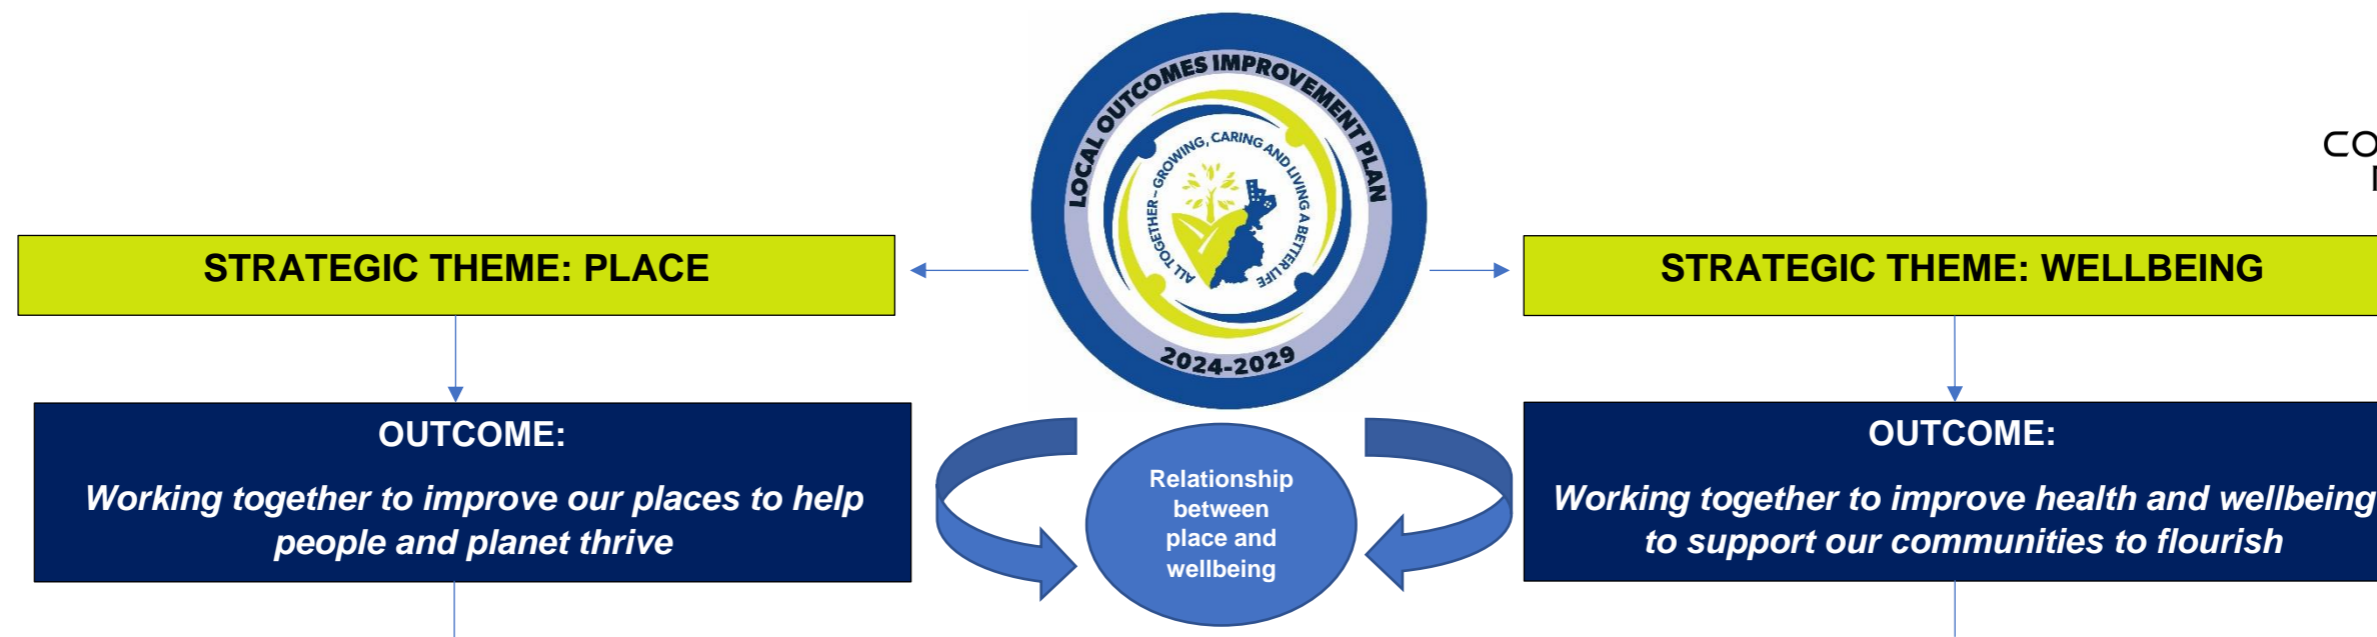 LOCAL OUTCOMES IMPROVEMENT PLAN
ALL TOGETHER – GROWING, CARING AND LIVING A BETTER LIFE
2024-2029
STRATEGIC THEME: PLACE
STRATEGIC THEME: WELLBEING
OUTCOME:
Working together to improve our places to help
people and planet thrive
Relationship
between
place and
wellbeing
OUTCOME:
Working together to improve health and wellbeing
to support our communities to flourish